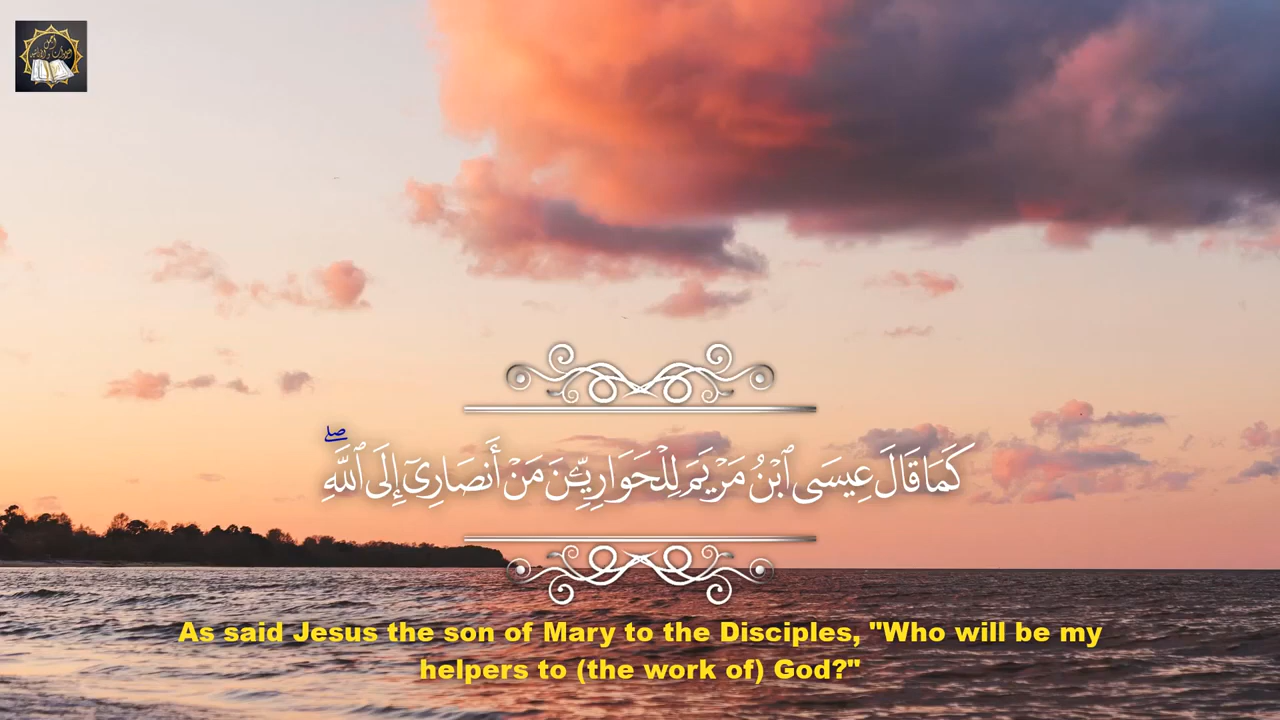 كَمَا قَالَ عِيسَى ٱبْنُ مَرْيَمَ لِلْحَوَارِيِّـۧنَ مَنْ أَنصَارِىٓ إِلَى ٱللَّهِ ۖ
As said Jesus the son of Mary to the Disciples, "Who will be my
helpers to (the work of) God?"